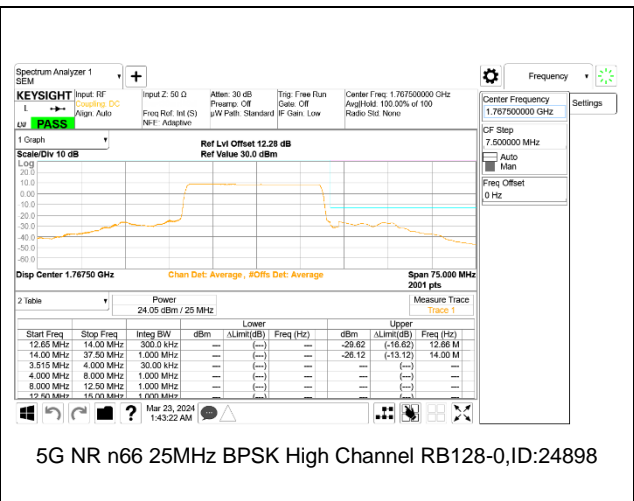 Spectrum Analyzer 1
SEM
Frequency
KEYSIGHT
Input: RF
Coupling: DC
Align: Auto
Input Z: 50 Ω
Freq Ref: Int (S)
NFE: Adaptive
Atten: 30 dB
Preamp: Off
µW Path: Standard
Trig: Free Run
Gate: Off
IF Gain: Low
Center Freq: 1.767500000 GHz
Avg|Hold: 100.00% of 100
Radio Std: None
L
PASS
Center Frequency
1.767500000 GHz
Settings
CF Step
7.500000 MHz
Auto
Man
Freq Offset
0 Hz
1 Graph
Scale/Div 10 dB
Ref Lvl Offset 12.28 dB
Ref Value 30.0 dBm
Log
20.0
10.0
0.00
-10.0
-20.0
-30.0
-40.0
-50.0
-60.0
Disp Center 1.76750 GHz
Chan Det: Average , #Offs Det: Average
Span 75.000 MHz
2001 pts
2 Table
Power
24.05 dBm / 25 MHz
Measure Trace
Trace 1
Lower Upper
Start Freq Stop Freq Integ BW dBm ΔLimit(dB) Freq (Hz) dBm ΔLimit(dB) Freq (Hz)
12.65 MHz 14.00 MHz 300.0 kHz --- (---) --- -29.62 (-16.62) 12.66 M
14.00 MHz 37.50 MHz 1.000 MHz --- (---) --- -26.12 (-13.12) 14.00 M
3.515 MHz 4.000 MHz 30.00 kHz --- (---) --- --- (---) ---
4.000 MHz 8.000 MHz 1.000 MHz --- (---) --- --- (---) ---
8.000 MHz 12.50 MHz 1.000 MHz --- (---) --- --- (---) ---
12.50 MHz 15.00 MHz 1.000 MHz --- (---) --- --- (---) ---
Mar 23, 2024
1:43:22 AM
5G NR n66 25MHz BPSK High Channel RB128-0,ID:24898